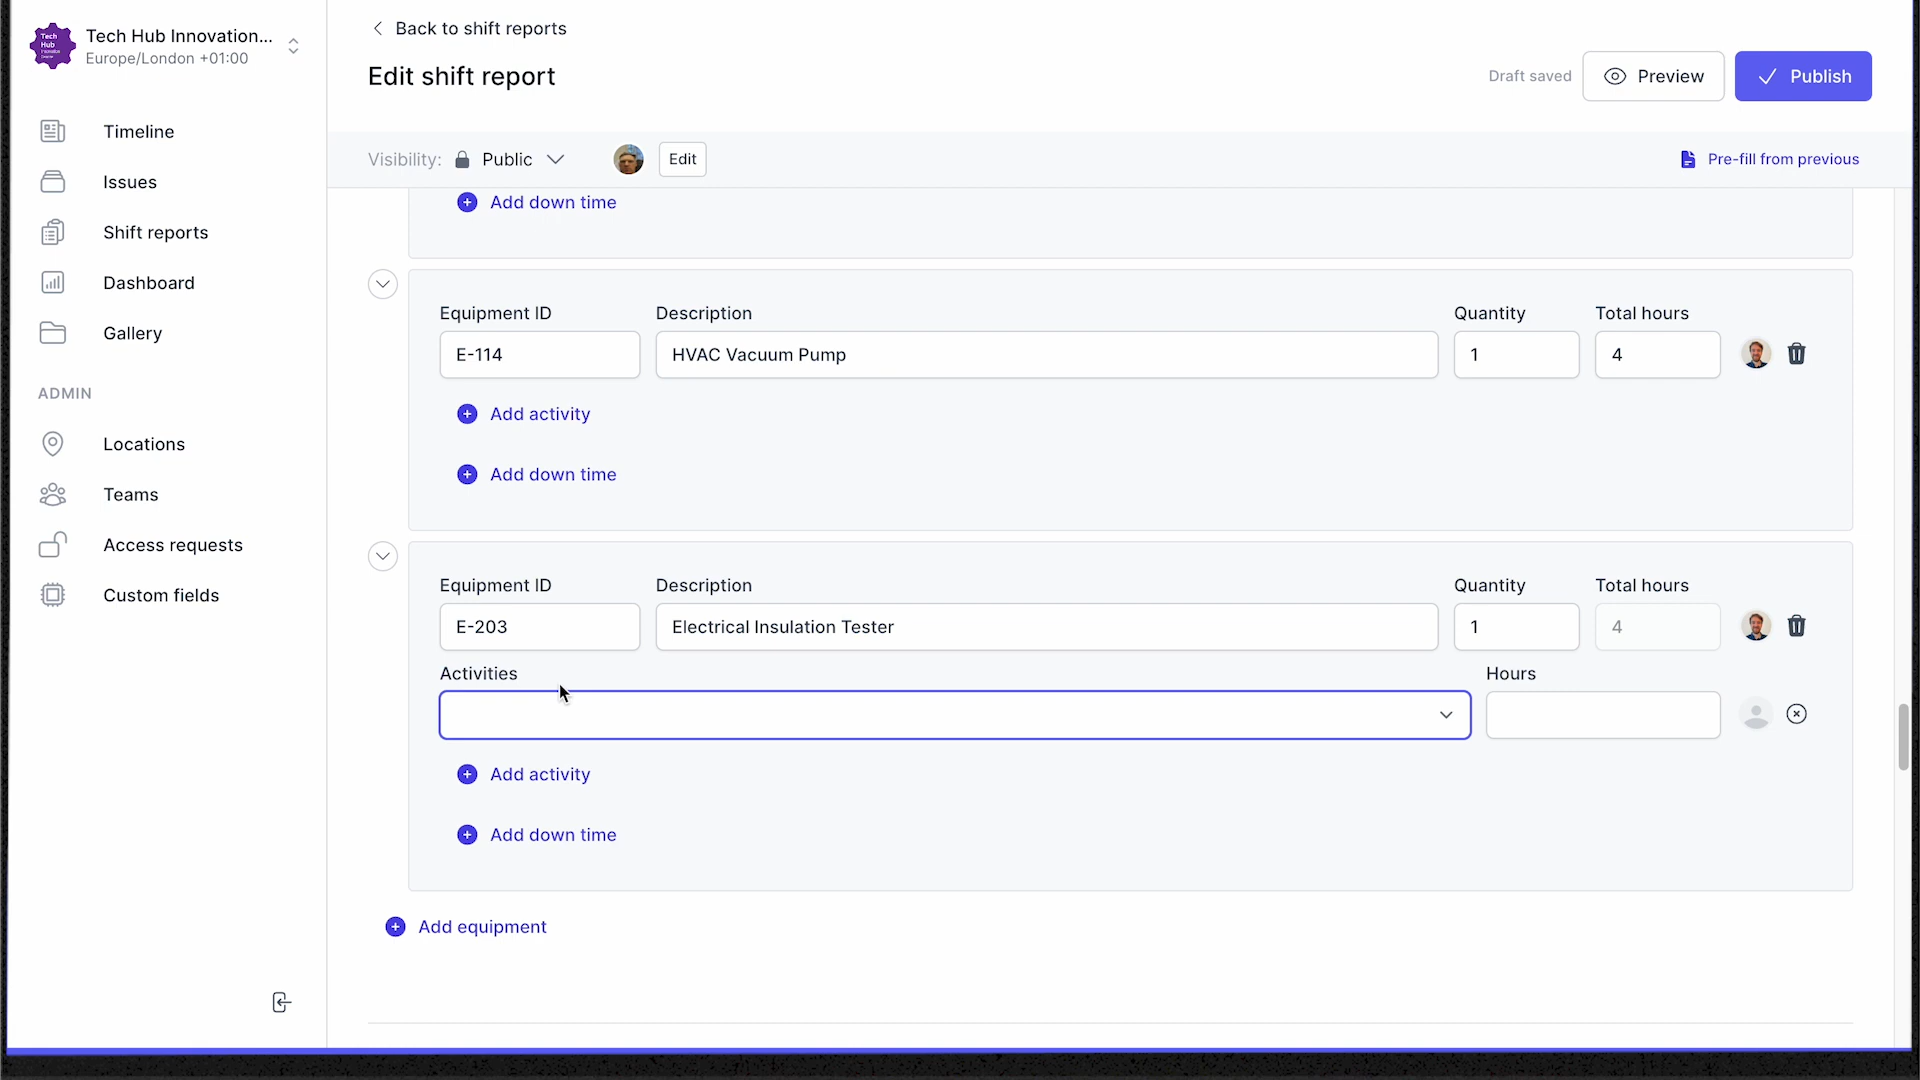 Tech Hub Innovation...
Europe/London +01:00
Tech
Hub
Timeline
Issues
Shift reports
Dashboard
Gallery
ADMIN
Locations
Teams
Access requests
Custom fields
Back to shift reports
Edit shift report
Draft saved
Preview
Publish
Visibility:
Public
Edit
Pre-fill from previous
Add down time
Equipment ID
Description
Quantity
Total hours
E-114
HVAC Vacuum Pump
1
4
Add activity
Add down time
Equipment ID
Description
Quantity
Total hours
E-203
Electrical Insulation Tester
1
4
Activities
Hours
Add activity
Add down time
Add equipment